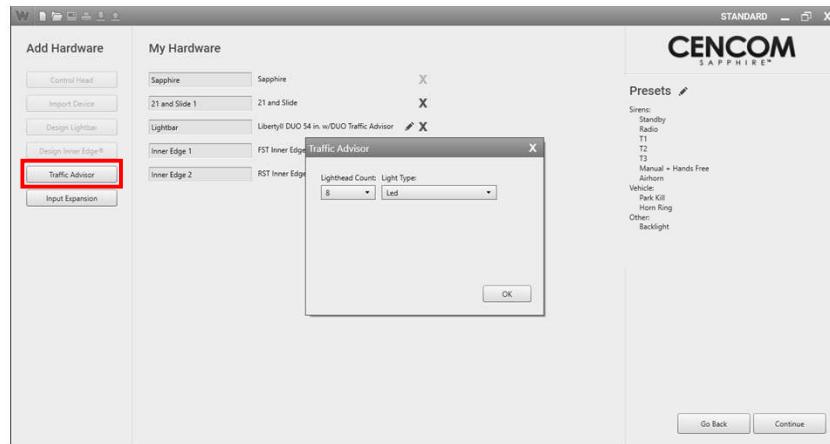 STANDARD
Add Hardware
Control Head
Import Device
Design Lightbar
Design Inner Edge®
Traffic Advisor
Input Expansion
My Hardware
Sapphire Sapphire X
21 and Slide 1 21 and Slide X
Lightbar LibertyII DUO 54 in. w/DUO Traffic Advisor X
Inner Edge 1 FST Inner Edge
Inner Edge 2 RST Inner Edge
Traffic Advisor X
Lighthead Count: Light Type:
8 Led
OK
CENCOM
SAPPHIRE™
Presets
Sirens:
Standby
Radio
T1
T2
T3
Manual + Hands Free
Airhorn
Vehicle:
Park Kill
Horn Ring
Other:
Backlight
Go Back Continue